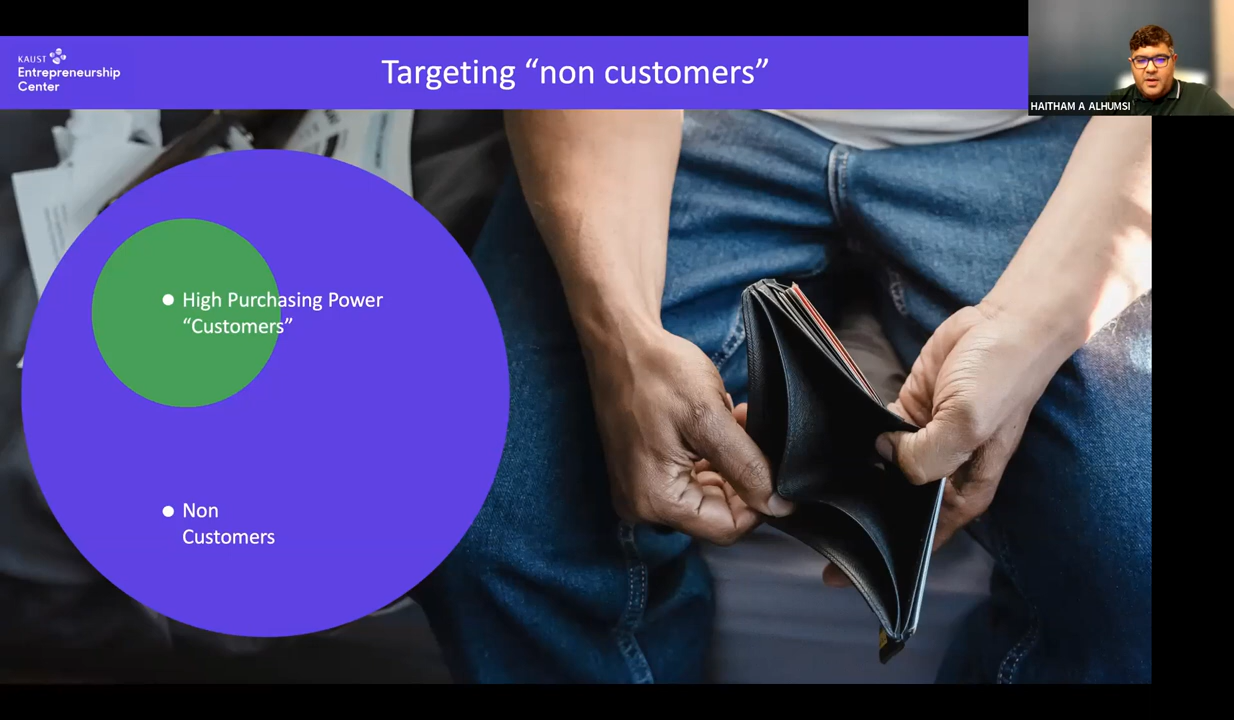 KAUST
Entrepreneurship
Center
Targeting “non customers”
HAITHAM A ALHUMSI
• High Purchasing Power
“Customers”
• Non
Customers